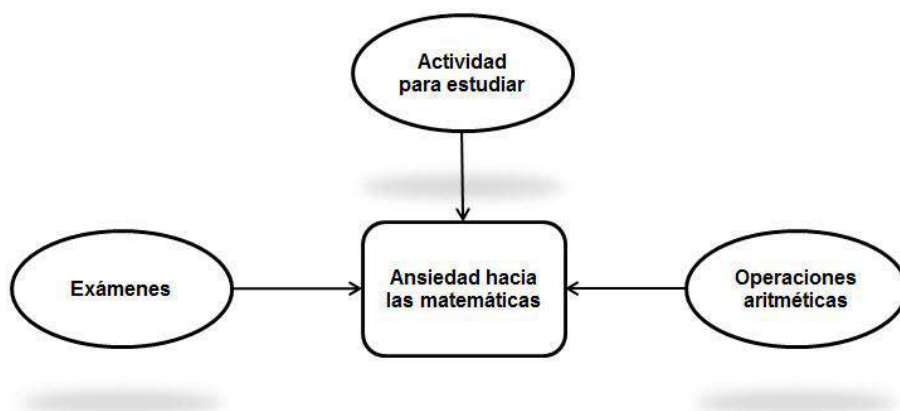 Actividad
para estudiar
Exámenes
Ansiedad hacia
las matemáticas
Operaciones
aritméticas